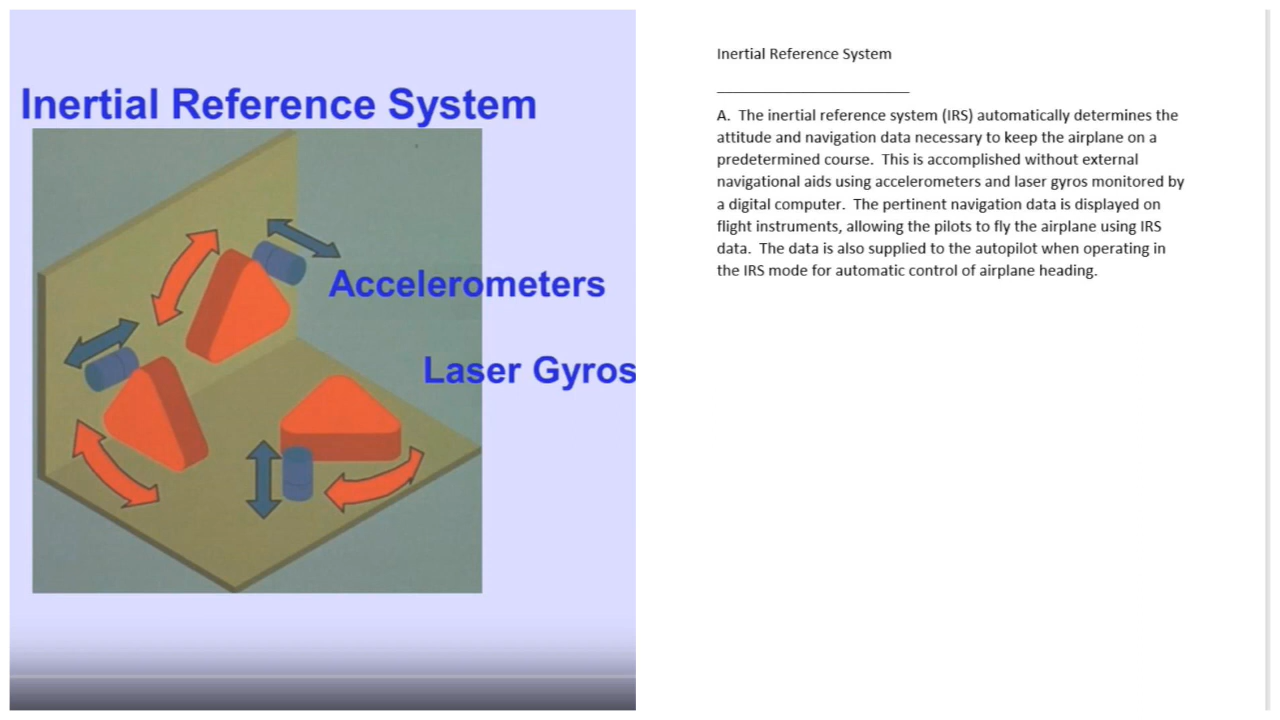 Inertial Reference System
Accelerometers
Laser Gyros
Inertial Reference System
A.  The inertial reference system (IRS) automatically determines the
attitude and navigation data necessary to keep the airplane on a
predetermined course.  This is accomplished without external
navigational aids using accelerometers and laser gyros monitored by
a digital computer.  The pertinent navigation data is displayed on
flight instruments, allowing the pilots to fly the airplane using IRS
data.  The data is also supplied to the autopilot when operating in
the IRS mode for automatic control of airplane heading.